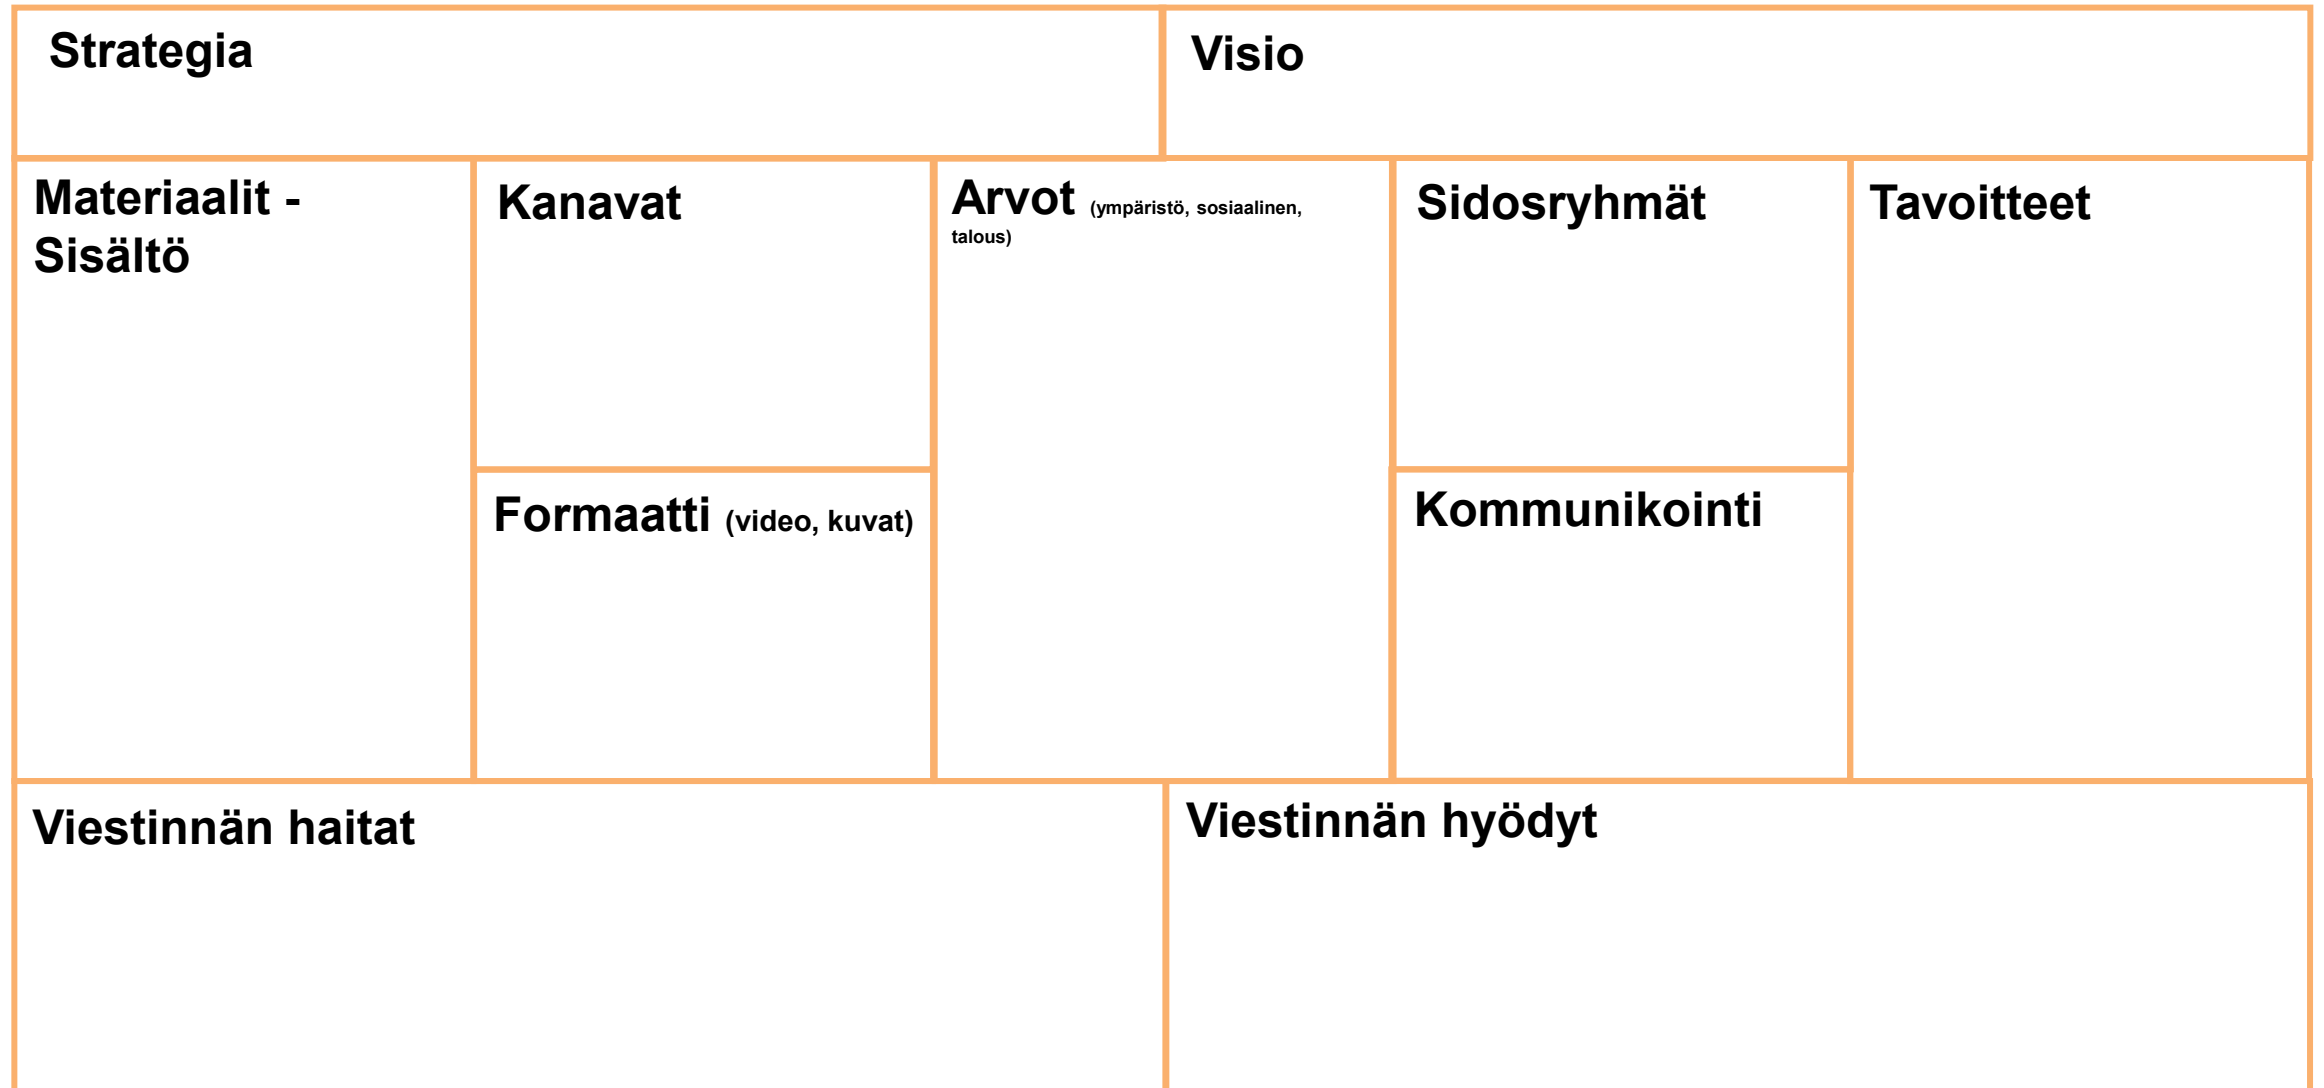 Strategia
Visio
Materiaalit -
Sisältö
Kanavat
Arvot (ympäristö, sosiaalinen,
talous)
Sidosryhmät
Tavoitteet
Formaatti (video, kuvat)
Kommunikointi
Viestinnän haitat
Viestinnän hyödyt